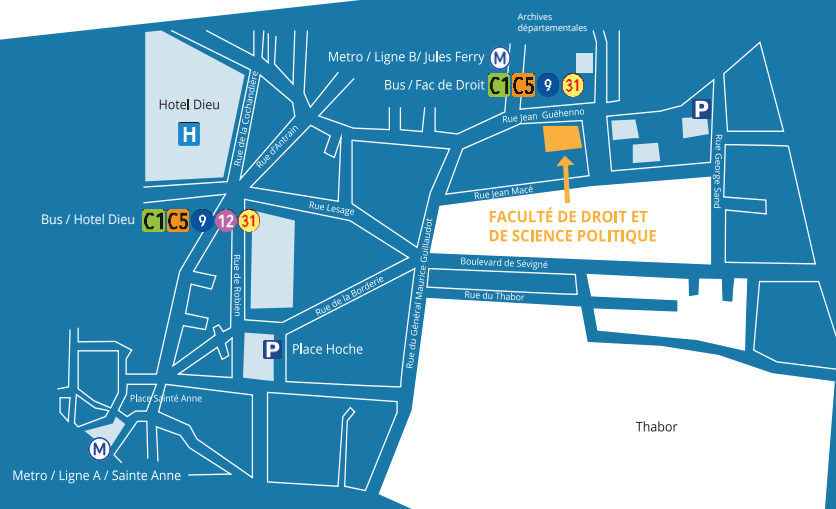 Archives
départementales
Metro / Ligne B/ Jules Ferry M
Bus / Fac de Droit C1 C5 9 31
Hotel Dieu
H
Rue de la Cochardière
Rue d'Antrain
Rue Jean Guéhenno
P
Rue George Sand
Rue Jean Macé
Rue Lesage
FACULTÉ DE DROIT ET
DE SCIENCE POLITIQUE
Bus / Hotel Dieu C1 C5 9 12 31
Rue de Robien
Boulevard de Sévigné
Rue de la Borderie
Rue du Général Maurice Guillaudot
Rue du Thabor
P Place Hoche
Place Sainté Anne
Thabor
M
Metro / Ligne A / Sainte Anne